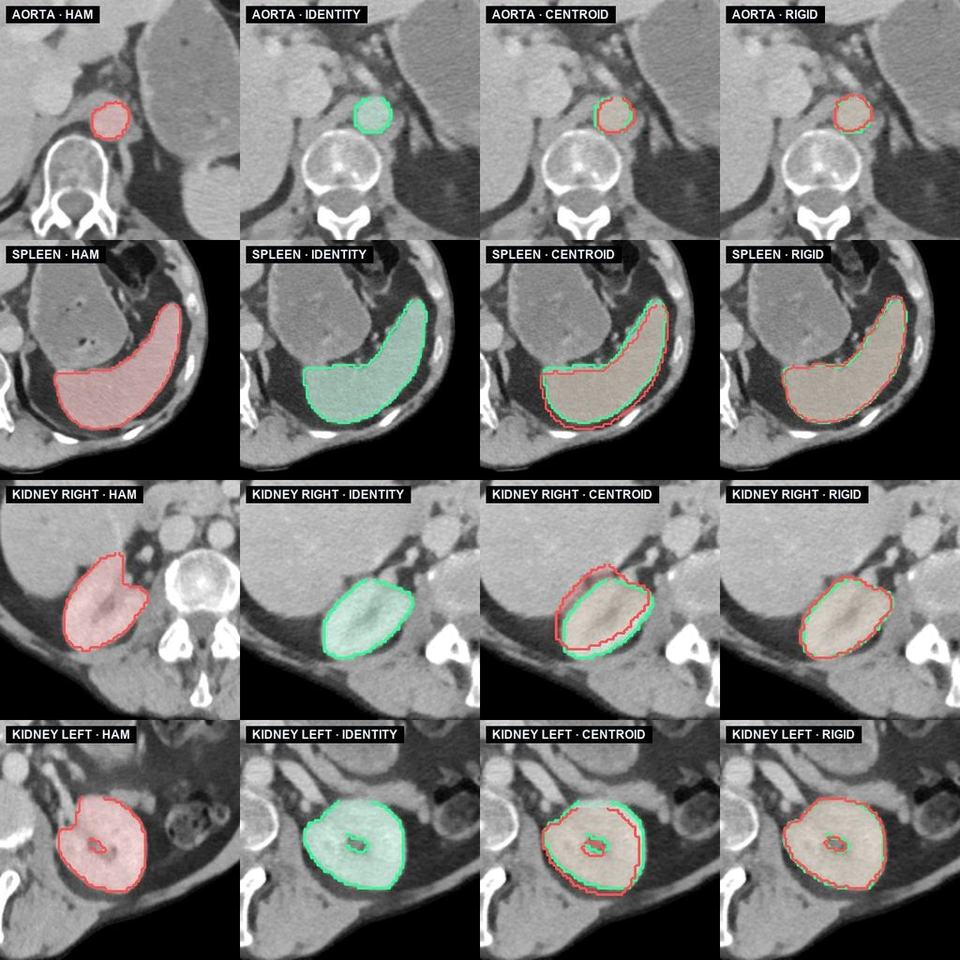 AORTA · HAM
AORTA · IDENTITY
AORTA · CENTROID
AORTA · RIGID
SPLEEN · HAM
SPLEEN · IDENTITY
SPLEEN · CENTROID
SPLEEN · RIGID
KIDNEY RIGHT · HAM
KIDNEY RIGHT · IDENTITY
KIDNEY RIGHT · CENTROID
KIDNEY RIGHT · RIGID
KIDNEY LEFT · HAM
KIDNEY LEFT · IDENTITY
KIDNEY LEFT · CENTROID
KIDNEY LEFT · RIGID